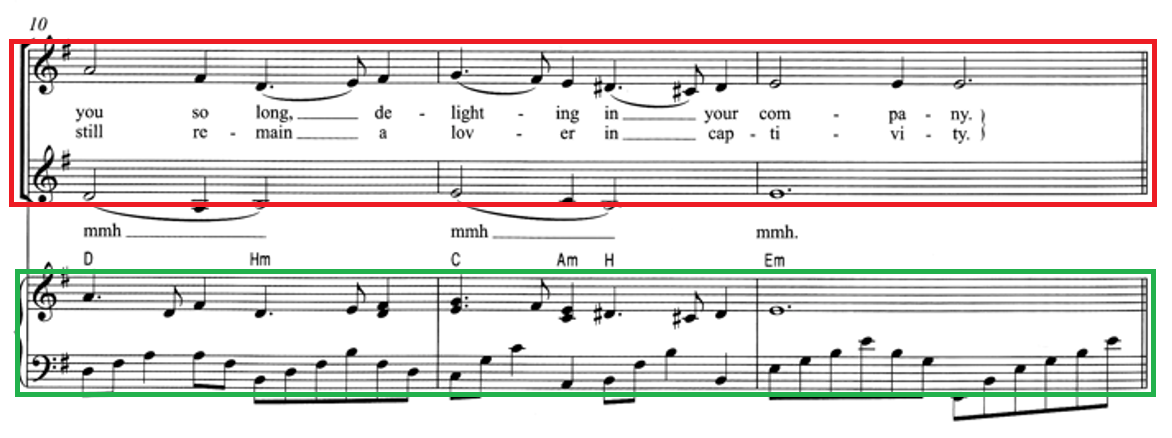 10
you so long, de - light - ing in your com - pa - ny. }
still re - main a lov - er in cap - ti - vi - ty. }
mmh mmh mmh.
D Hm C Am H Em